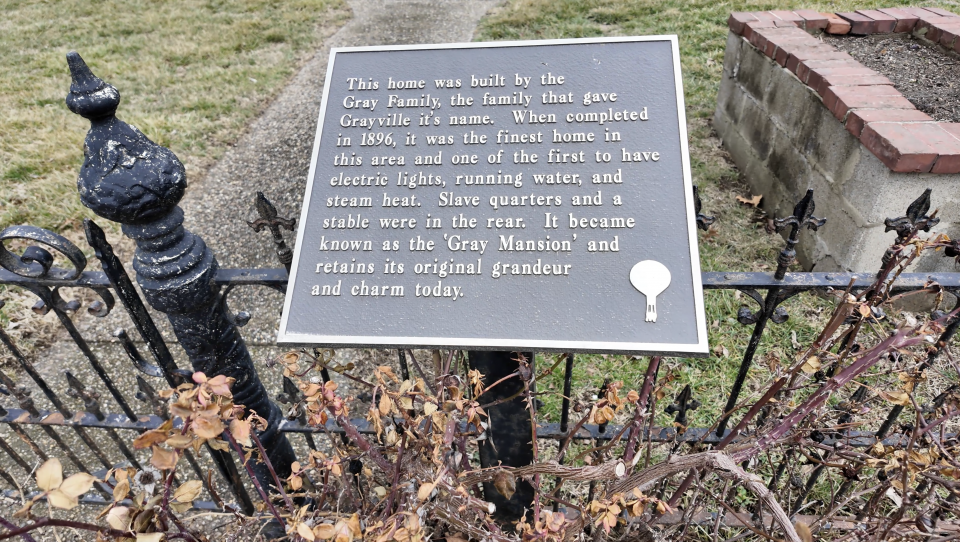 This home was built by the
Gray Family, the family that gave
Grayville it's name. When completed
in 1896, it was the finest home in
this area and one of the first to have
electric lights, running water, and
steam heat. Slave quarters and a
stable were in the rear. It became
known as the 'Gray Mansion' and
retains its original grandeur
and charm today.